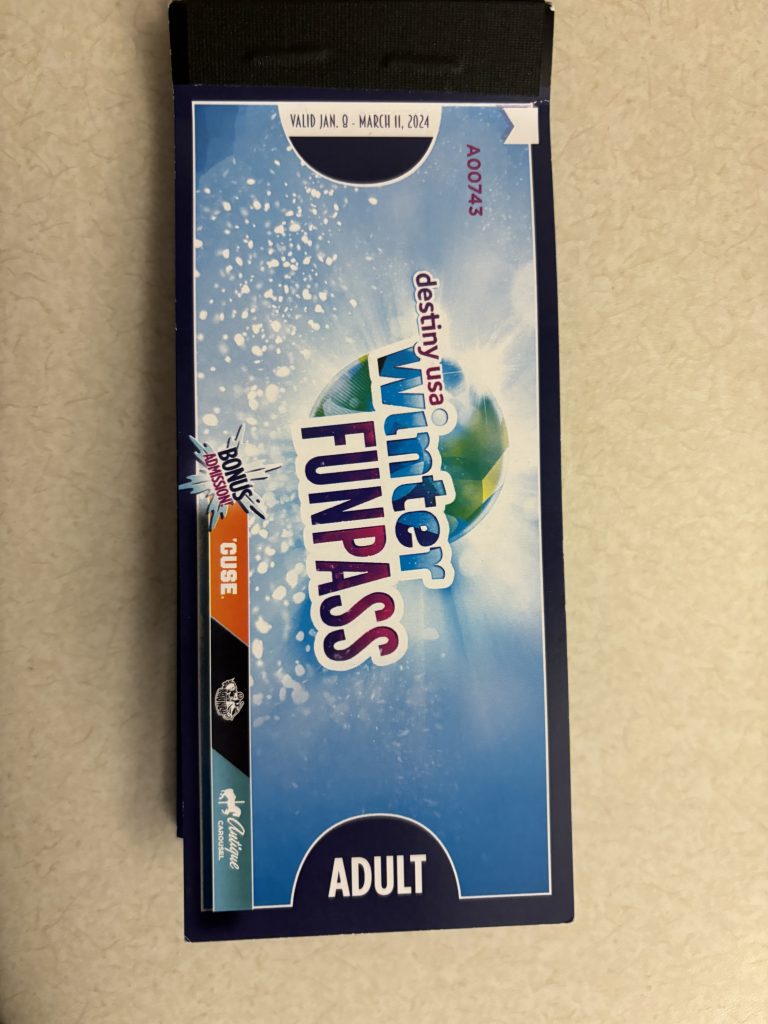 VALID JAN. 8 - MARCH 11, 2024
A00743
destiny usa
winter
FUNPASS
BONUS
ADMISSION!
'CUSE.
Antique
CAROUSEL
ADULT